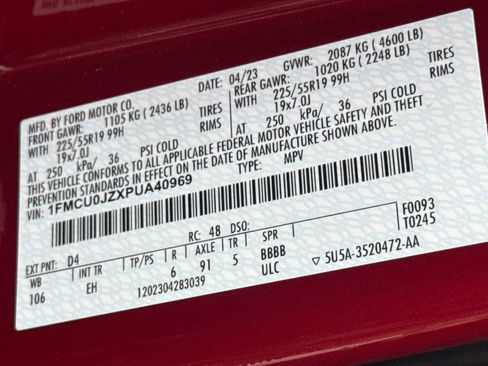 MFD. BY FORD MOTOR CO. DATE: 04/23 GVWR: 2087 KG ( 4600 LB)
FRONT GAWR: 1105 KG ( 2436 LB) REAR GAWR: 1020 KG ( 2248 LB)
WITH 225/55R19 99H TIRES WITH 225/55R19 99H TIRES
19x7.0J RIMS 19x7.0J RIMS
AT 250 kPa/ 36 PSI COLD AT 250 kPa/ 36 PSI COLD
THIS VEHICLE CONFORMS TO ALL APPLICABLE FEDERAL MOTOR VEHICLE SAFETY AND THEFT
PREVENTION STANDARDS IN EFFECT ON THE DATE OF MANUFACTURE SHOWN ABOVE.
VIN: 1FMCU0JZXPUA40969 TYPE: MPV
F0093
T0245
EXT PNT: D4 RC: 48 DSO:
WB INT TR TP/PS R AXLE TR SPR
106 EH 6 91 5 BBBB
1202304283039 ULC 5U5A-3520472-AA